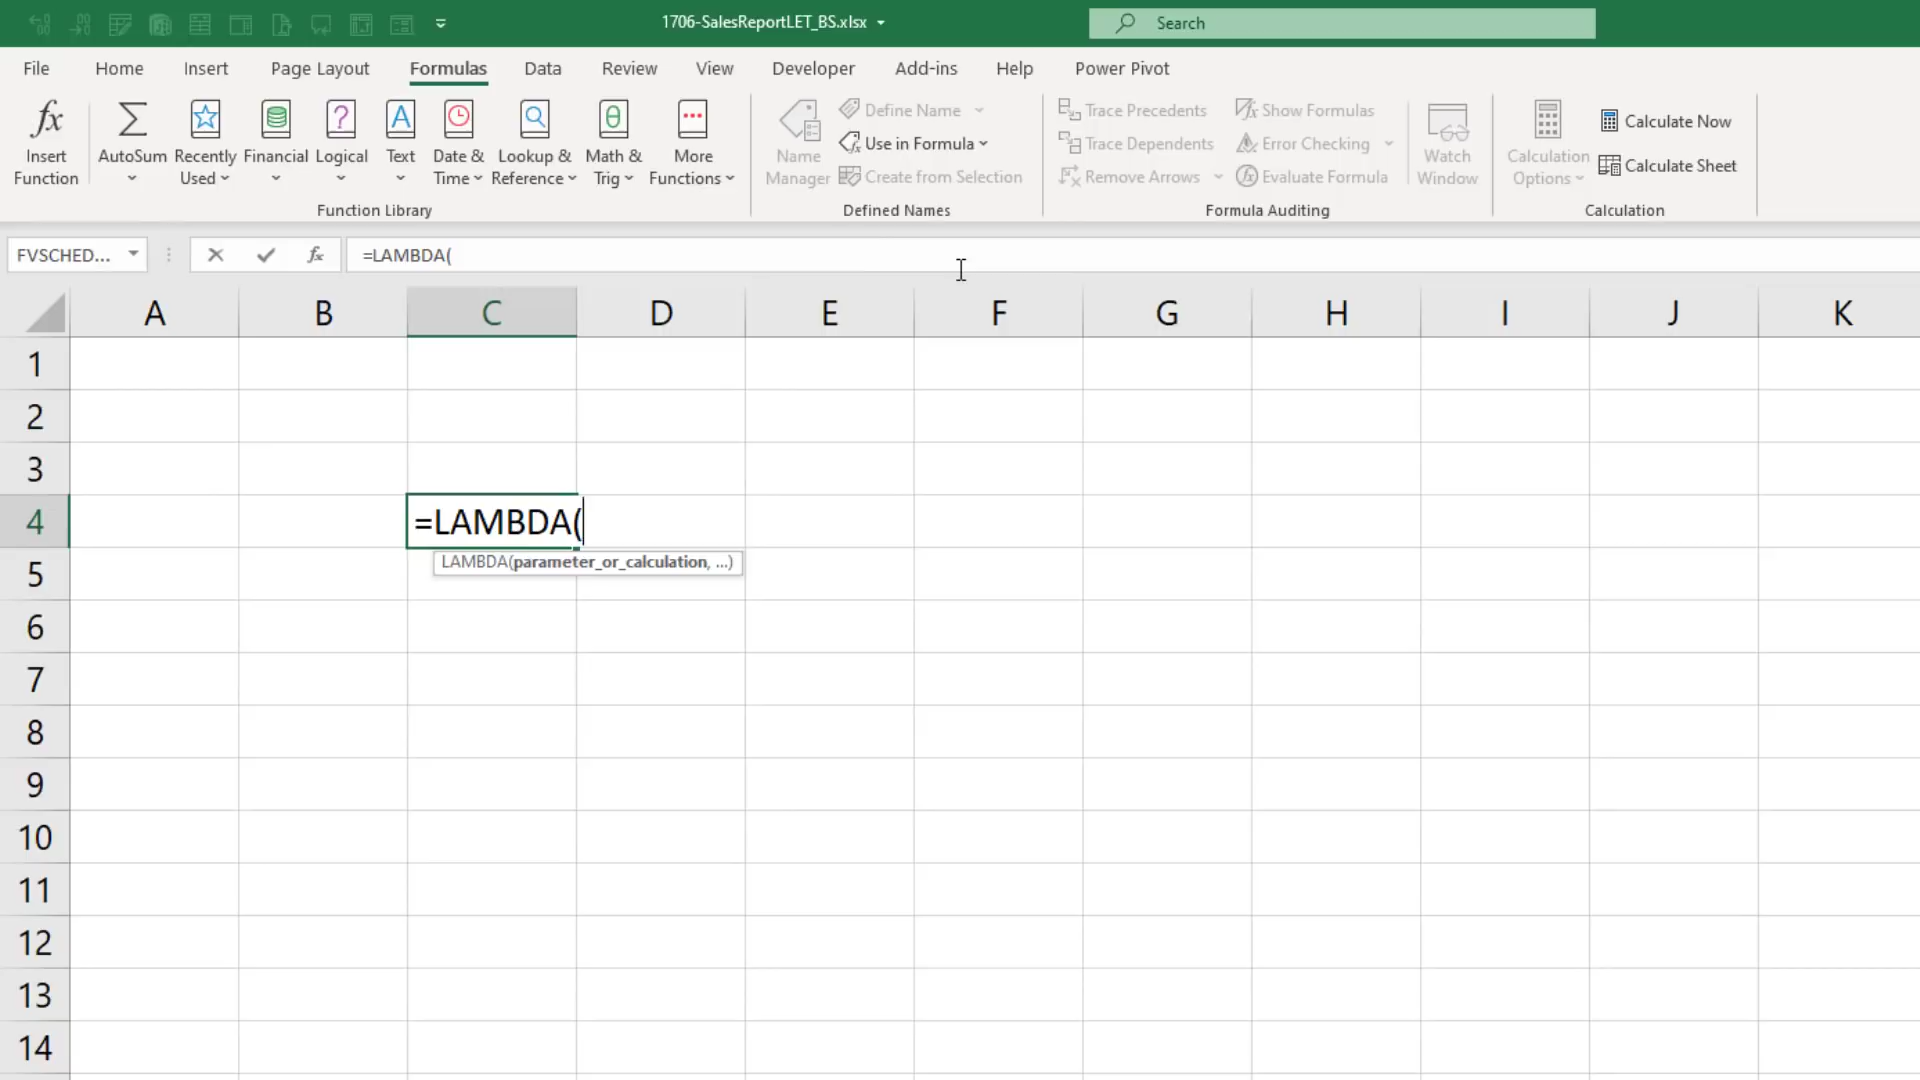 1706-SalesReportLET_BS.xlsx
Search
File Home Insert Page Layout Formulas Data Review View Developer Add-ins Help Power Pivot
fx
Insert Function
AutoSum
Recently Used
Financial
Logical
Text
Date & Time
Lookup & Reference
Math & Trig
More Functions
Function Library
Name Manager
Define Name
Use in Formula
Create from Selection
Defined Names
Trace Precedents
Trace Dependents
Remove Arrows
Show Formulas
Error Checking
Evaluate Formula
Watch Window
Formula Auditing
Calculation Options
Calculate Now
Calculate Sheet
Calculation
FVSCHED... fx =LAMBDA(
A B C D E F G H I J K
1
2
3
4 =LAMBDA(
LAMBDA(parameter_or_calculation, ...)
5
6
7
8
9
10
11
12
13
14